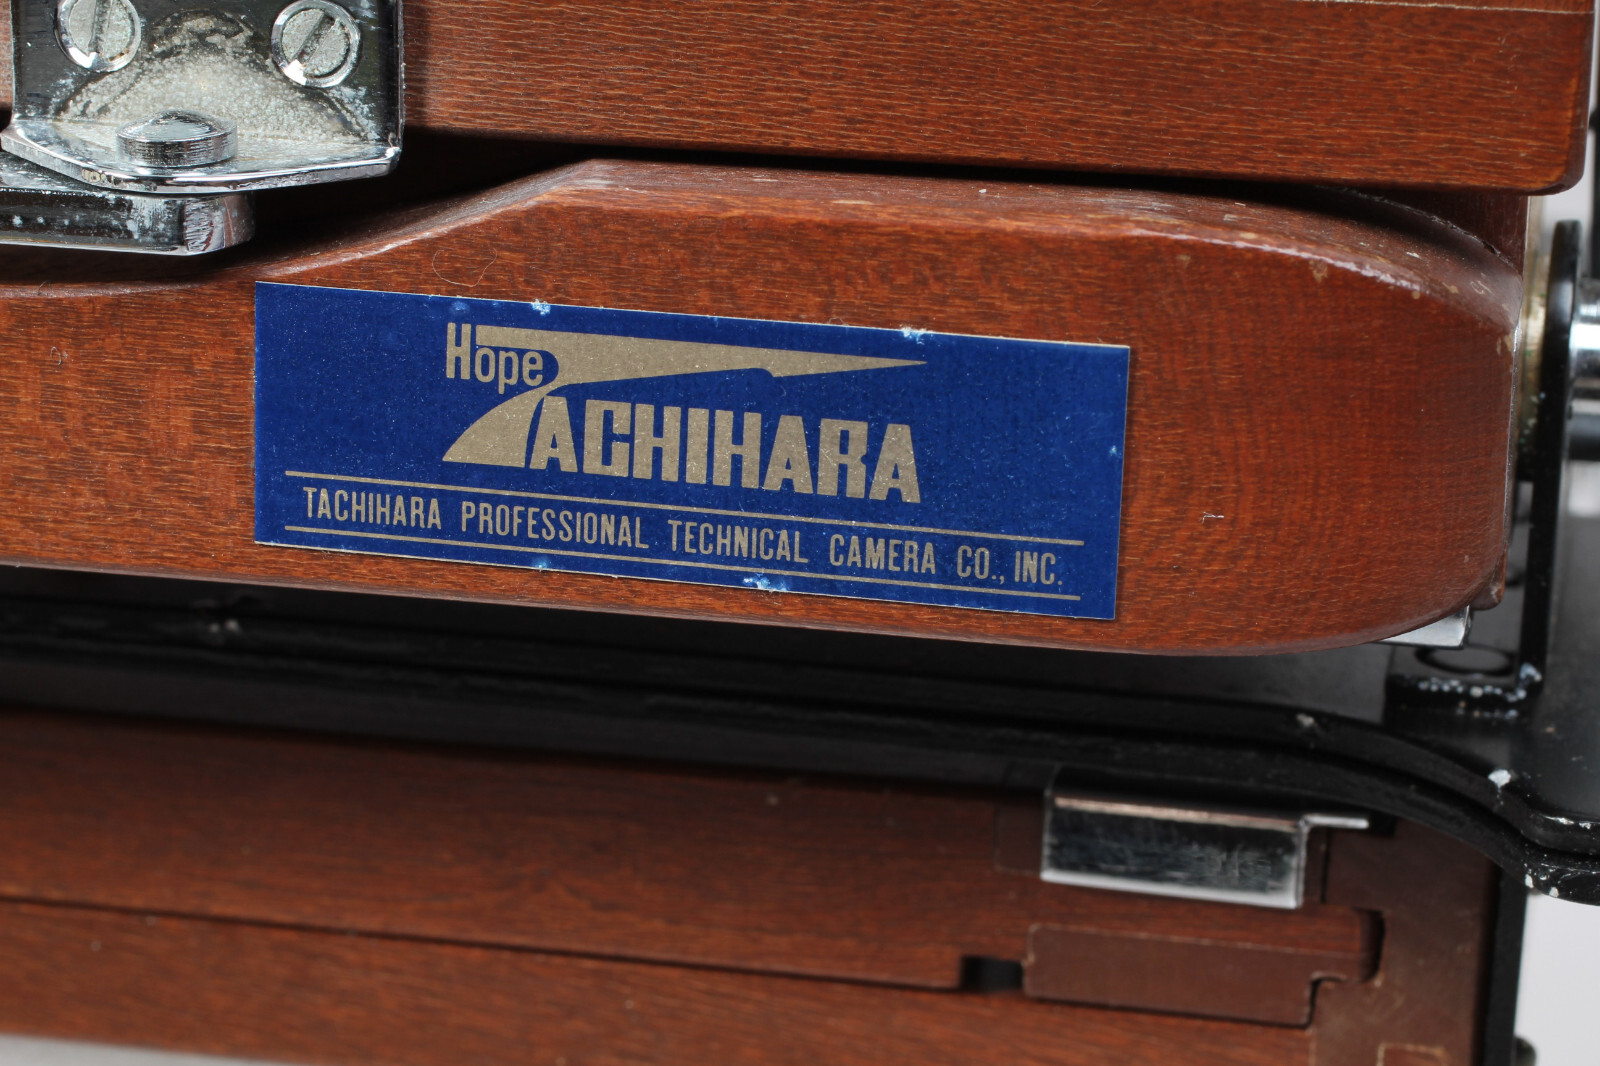 Hope
TACHIHARA
TACHIHARA PROFESSIONAL TECHNICAL CAMERA CO., INC.